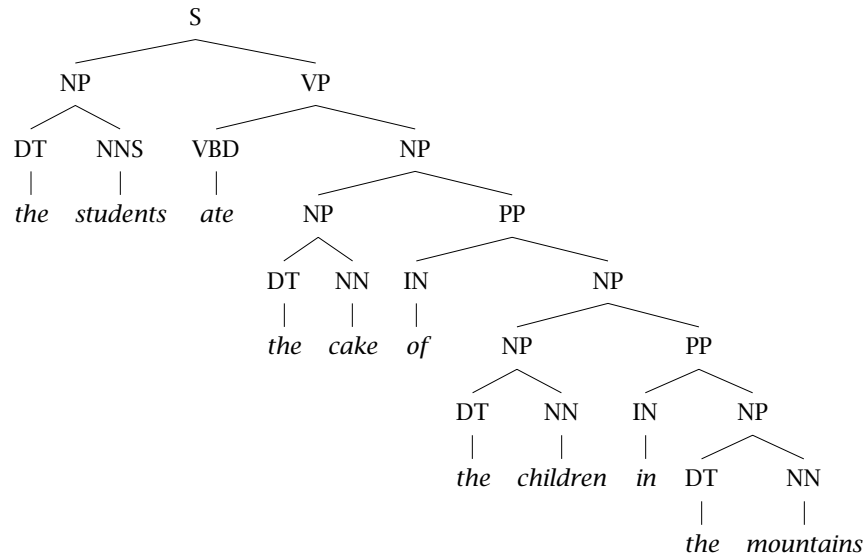 S
NP VP
DT NNS VBD NP
the students ate NP PP
DT NN IN NP
the cake of NP PP
DT NN IN NP
the children in DT NN
the mountains